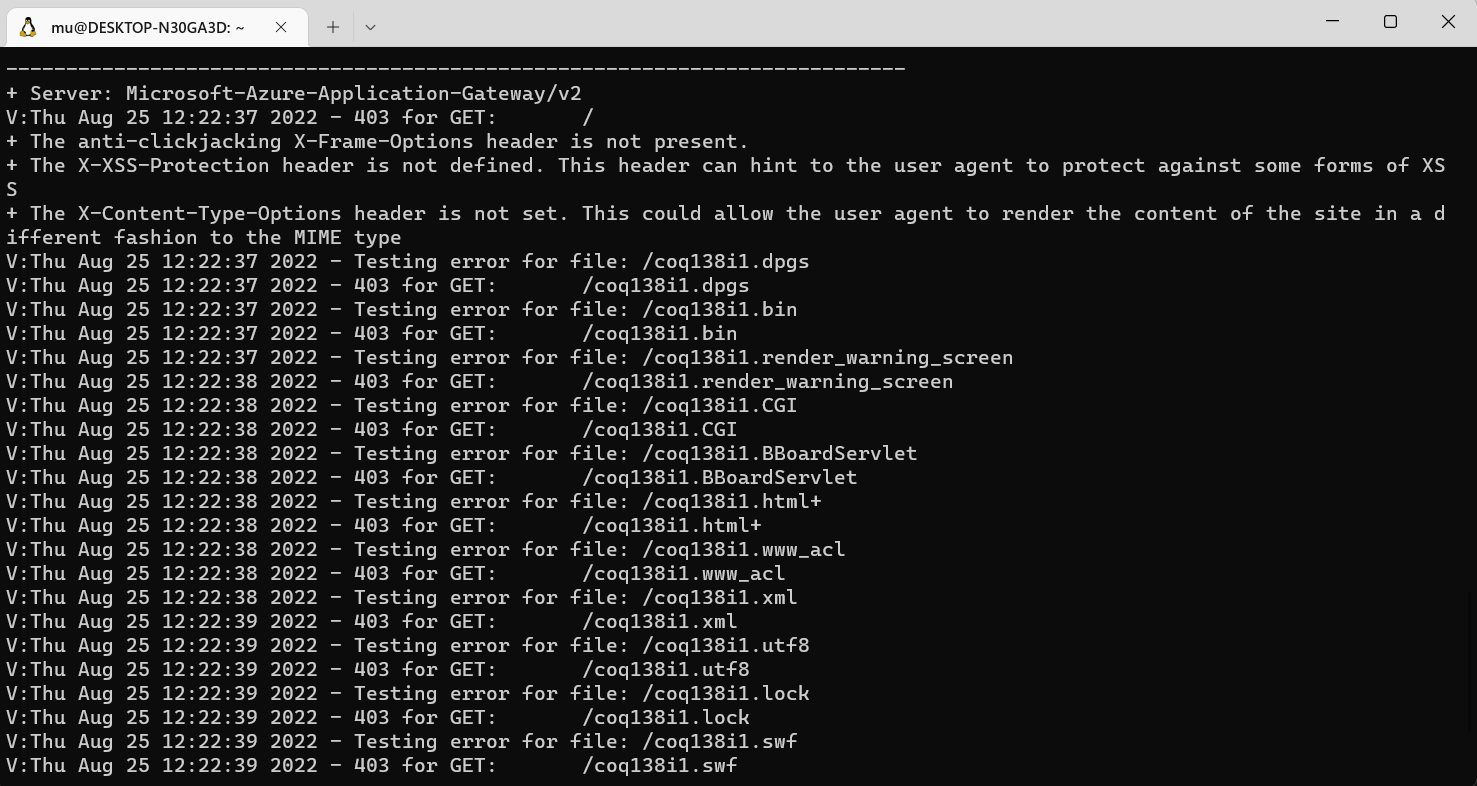 mu@DESKTOP-N30GA3D: ~
---------------------------------------------------------------------------
+ Server: Microsoft-Azure-Application-Gateway/v2
V:Thu Aug 25 12:22:37 2022 - 403 for GET:       /
+ The anti-clickjacking X-Frame-Options header is not present.
+ The X-XSS-Protection header is not defined. This header can hint to the user agent to protect against some forms of XS
S
+ The X-Content-Type-Options header is not set. This could allow the user agent to render the content of the site in a d
ifferent fashion to the MIME type
V:Thu Aug 25 12:22:37 2022 - Testing error for file: /coq138i1.dpgs
V:Thu Aug 25 12:22:37 2022 - 403 for GET:       /coq138i1.dpgs
V:Thu Aug 25 12:22:37 2022 - Testing error for file: /coq138i1.bin
V:Thu Aug 25 12:22:37 2022 - 403 for GET:       /coq138i1.bin
V:Thu Aug 25 12:22:37 2022 - Testing error for file: /coq138i1.render_warning_screen
V:Thu Aug 25 12:22:38 2022 - 403 for GET:       /coq138i1.render_warning_screen
V:Thu Aug 25 12:22:38 2022 - Testing error for file: /coq138i1.CGI
V:Thu Aug 25 12:22:38 2022 - 403 for GET:       /coq138i1.CGI
V:Thu Aug 25 12:22:38 2022 - Testing error for file: /coq138i1.BBoardServlet
V:Thu Aug 25 12:22:38 2022 - 403 for GET:       /coq138i1.BBoardServlet
V:Thu Aug 25 12:22:38 2022 - Testing error for file: /coq138i1.html+
V:Thu Aug 25 12:22:38 2022 - 403 for GET:       /coq138i1.html+
V:Thu Aug 25 12:22:38 2022 - Testing error for file: /coq138i1.www_acl
V:Thu Aug 25 12:22:38 2022 - 403 for GET:       /coq138i1.www_acl
V:Thu Aug 25 12:22:38 2022 - Testing error for file: /coq138i1.xml
V:Thu Aug 25 12:22:39 2022 - 403 for GET:       /coq138i1.xml
V:Thu Aug 25 12:22:39 2022 - Testing error for file: /coq138i1.utf8
V:Thu Aug 25 12:22:39 2022 - 403 for GET:       /coq138i1.utf8
V:Thu Aug 25 12:22:39 2022 - Testing error for file: /coq138i1.lock
V:Thu Aug 25 12:22:39 2022 - 403 for GET:       /coq138i1.lock
V:Thu Aug 25 12:22:39 2022 - Testing error for file: /coq138i1.swf
V:Thu Aug 25 12:22:39 2022 - 403 for GET:       /coq138i1.swf